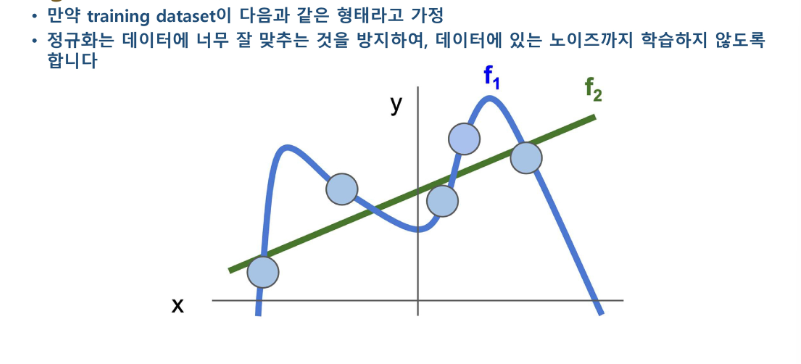 • 만약 training dataset이 다음과 같은 형태라고 가정
• 정규화는 데이터에 너무 잘 맞추는 것을 방지하여, 데이터에 있는 노이즈까지 학습하지 않도록
합니다
f₁
f₂
y
x